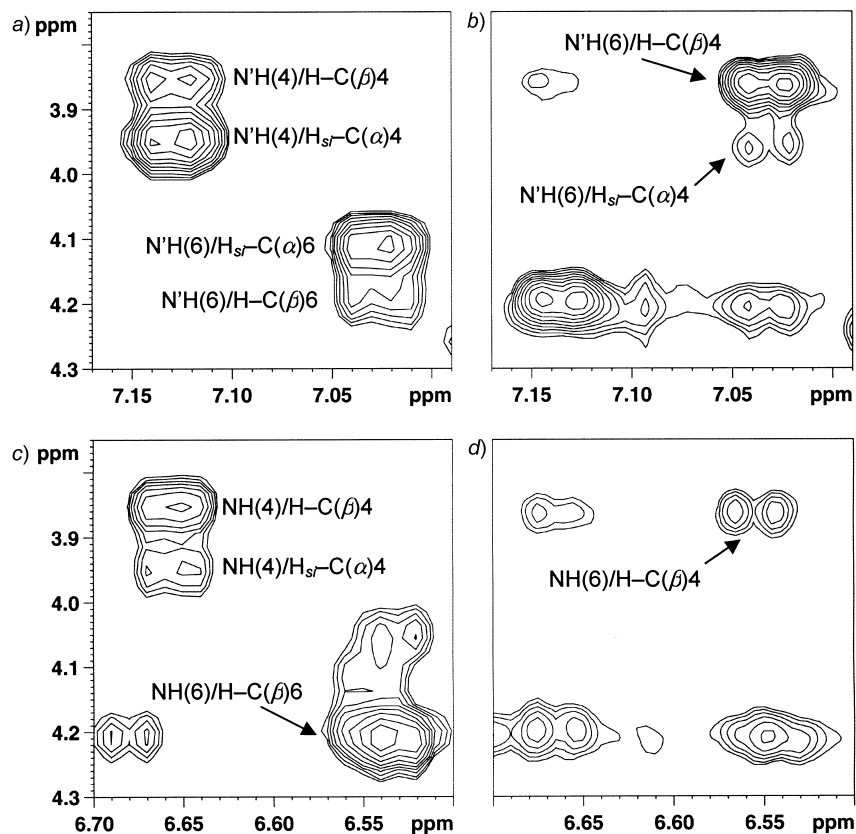 a) ppm
3.9
4.0
4.1
4.2
4.3
N'H(4)/H–C(β)4
N'H(4)/Hsi–C(α)4
N'H(6)/Hsi–C(α)6
N'H(6)/H–C(β)6
7.15 7.10 7.05 ppm
b)
N'H(6)/H–C(β)4
N'H(6)/Hsi–C(α)4
7.15 7.10 7.05 ppm
c) ppm
3.9
4.0
4.1
4.2
4.3
NH(4)/H–C(β)4
NH(4)/Hsi–C(α)4
NH(6)/H–C(β)6
6.70 6.65 6.60 6.55 ppm
d)
NH(6)/H–C(β)4
6.65 6.60 6.55 ppm